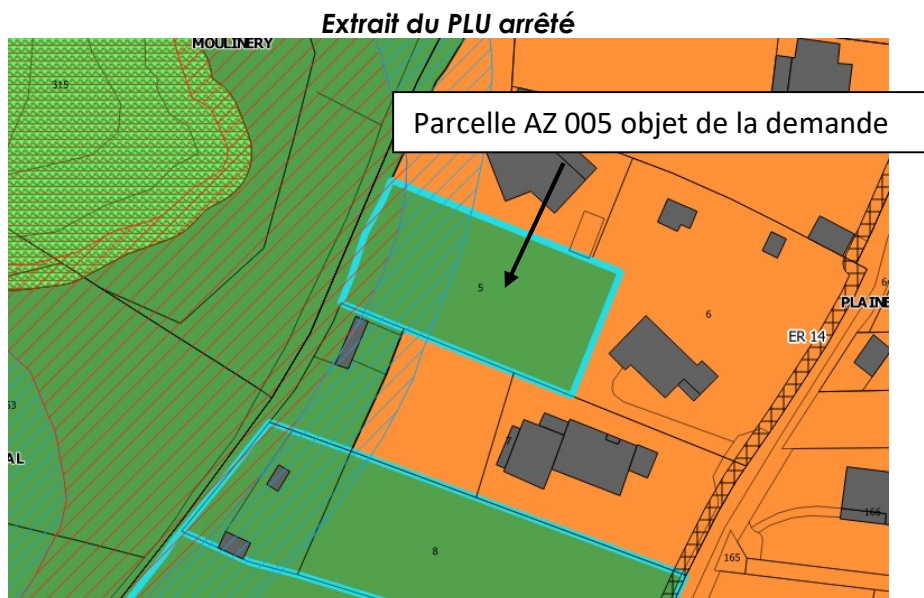 Extrait du PLU arrêté
MOULINERY
315
Parcelle AZ 005 objet de la demande
5
6
PLAINE
ER 14
7
8
166
165